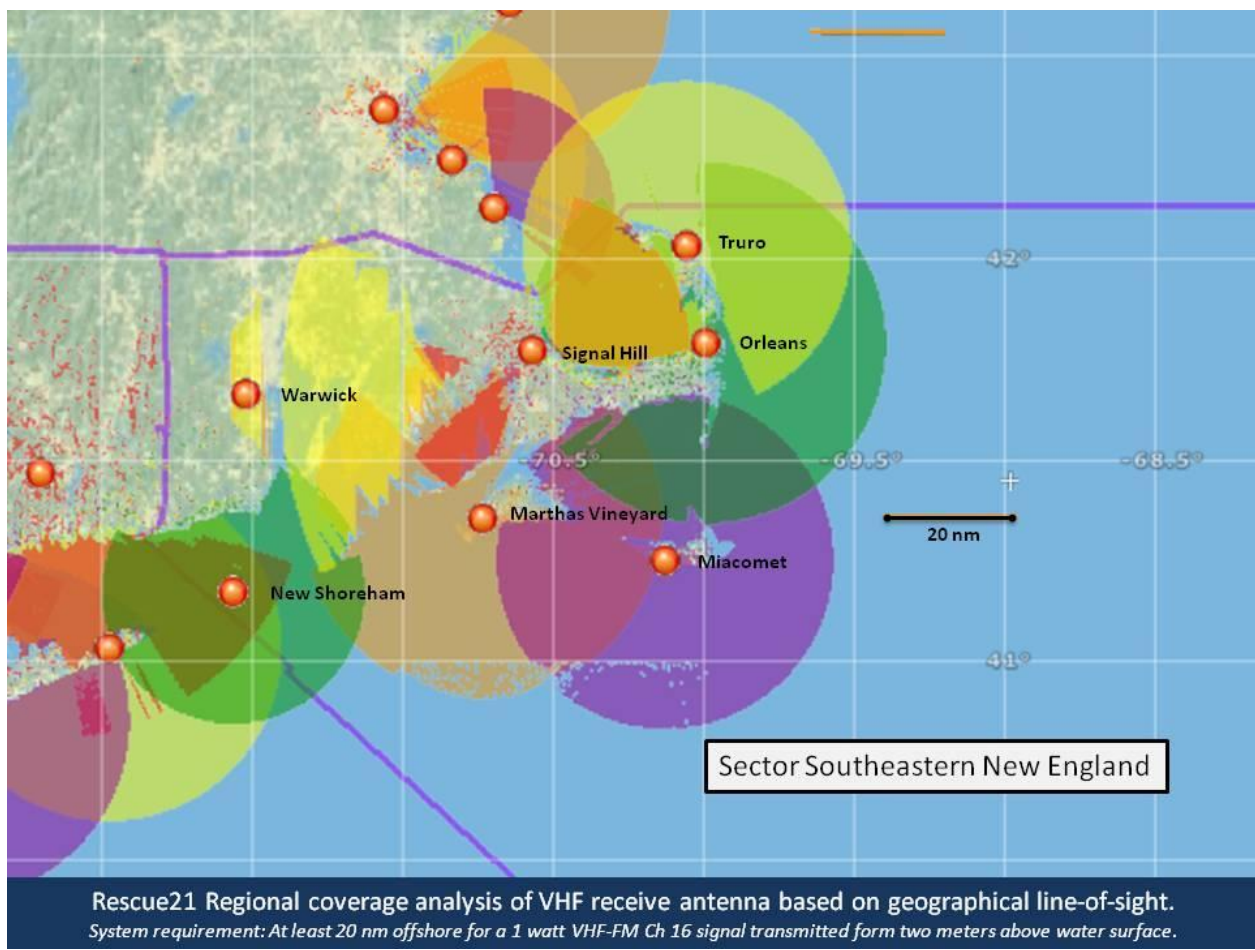 Truro
42°
Signal Hill
Orleans
Warwick
-70.5°
-69.5°
-68.5°
Marthas Vineyard
20 nm
Miacomet
New Shoreham
41°
Sector Southeastern New England
Rescue21 Regional coverage analysis of VHF receive antenna based on geographical line-of-sight.
System requirement: At least 20 nm offshore for a 1 watt VHF-FM Ch 16 signal transmitted form two meters above water surface.